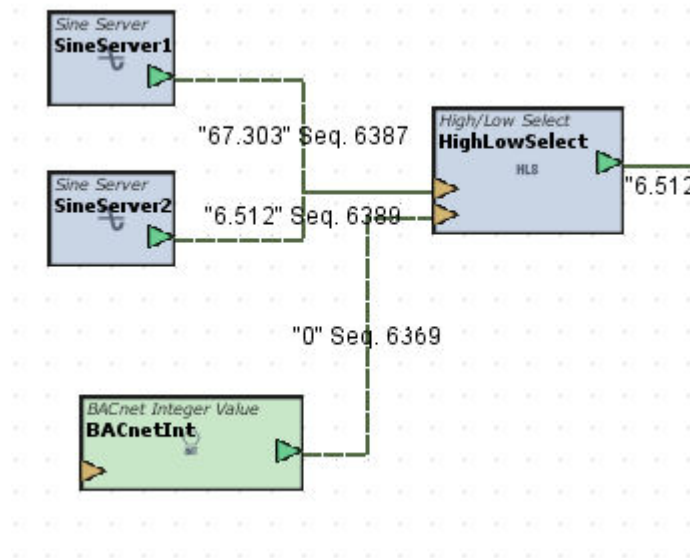 Sine Server
SineServer1
"67.303" Seq. 6387
High/Low Select
HighLowSelect
HLS
Sine Server
SineServer2
"6.512" Seq. 6389
"6.512
"0" Seq. 6369
BACnet Integer Value
BACnetInt